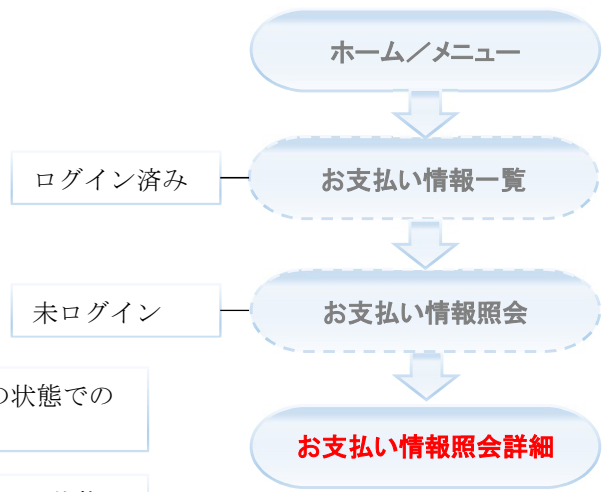 ホーム／メニュー
ログイン済み
お支払い情報一覧
未ログイン
お支払い情報照会
の状態での
お支払い情報照会詳細